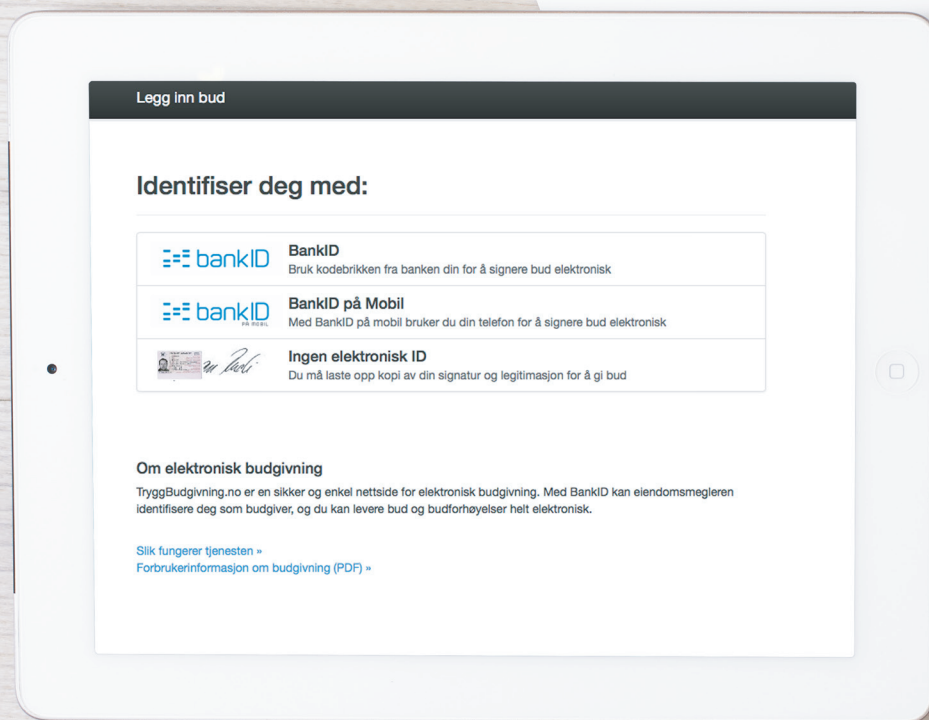 Legg inn bud
Identifiser deg med:
bankID
BankID
Bruk kodebrikken fra banken din for å signere bud elektronisk
bankID
PÅ MOBIL
BankID på Mobil
Med BankID på mobil bruker du din telefon for å signere bud elektronisk
Ingen elektronisk ID
Du må laste opp kopi av din signatur og legitimasjon for å gi bud
Om elektronisk budgivning
TryggBudgivning.no er en sikker og enkel nettside for elektronisk budgivning. Med BankID kan eiendomsmegleren
identifisere deg som budgiver, og du kan levere bud og budforhøyelser helt elektronisk.
Slik fungerer tjenesten »
Forbrukerinformasjon om budgivning (PDF) »